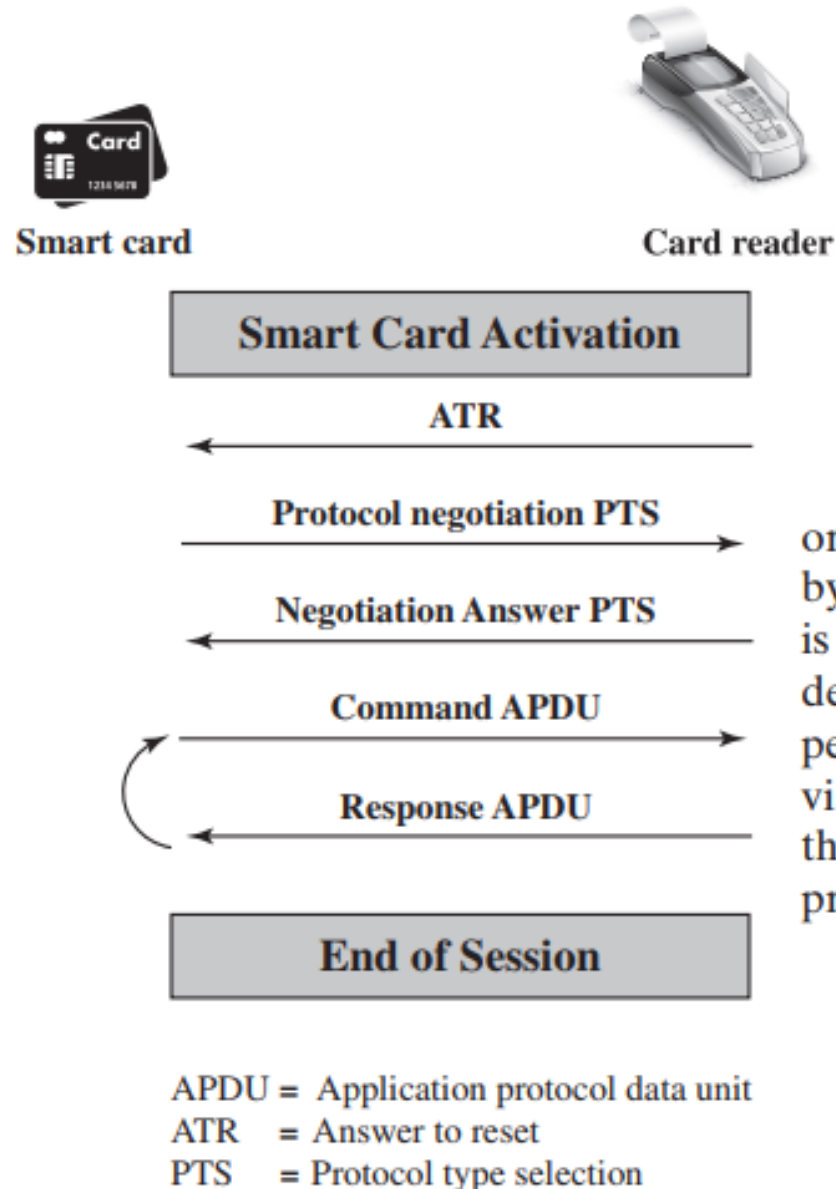 Card
1234 5678
Smart card
Card reader
Smart Card Activation
ATR
Protocol negotiation PTS
Negotiation Answer PTS
Command APDU
Response APDU
End of Session
APDU = Application protocol data unit
ATR = Answer to reset
PTS = Protocol type selection
or
by
is
de
pe
vi
th
pr